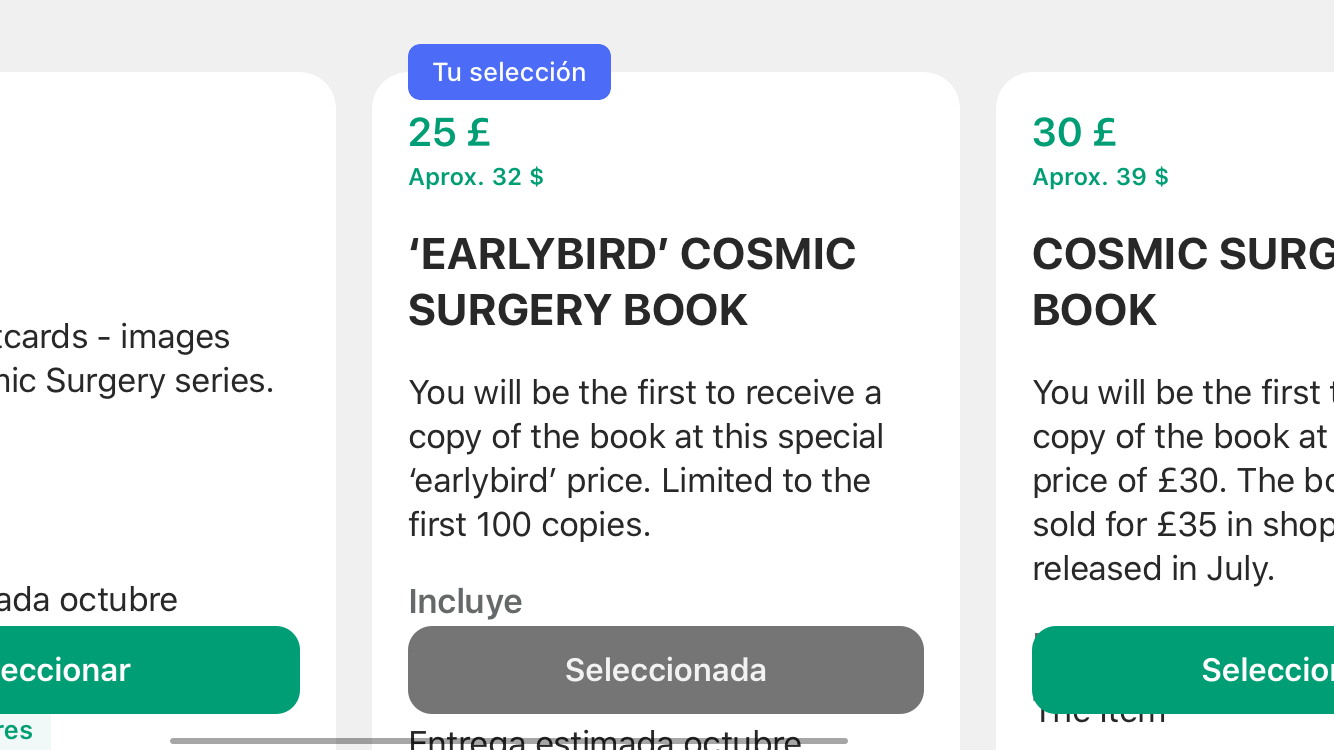 tcards - images
mic Surgery series.
ada octubre
eccionar
res
Tu selección
25 £
Aprox. 32 $
‘EARLYBIRD’ COSMIC
SURGERY BOOK
You will be the first to receive a
copy of the book at this special
‘earlybird’ price. Limited to the
first 100 copies.
Incluye
Seleccionada
Entrega estimada octubre
30 £
Aprox. 39 $
COSMIC SURG
BOOK
You will be the first t
copy of the book at
price of £30. The bo
sold for £35 in shop
released in July.
Seleccion
The item